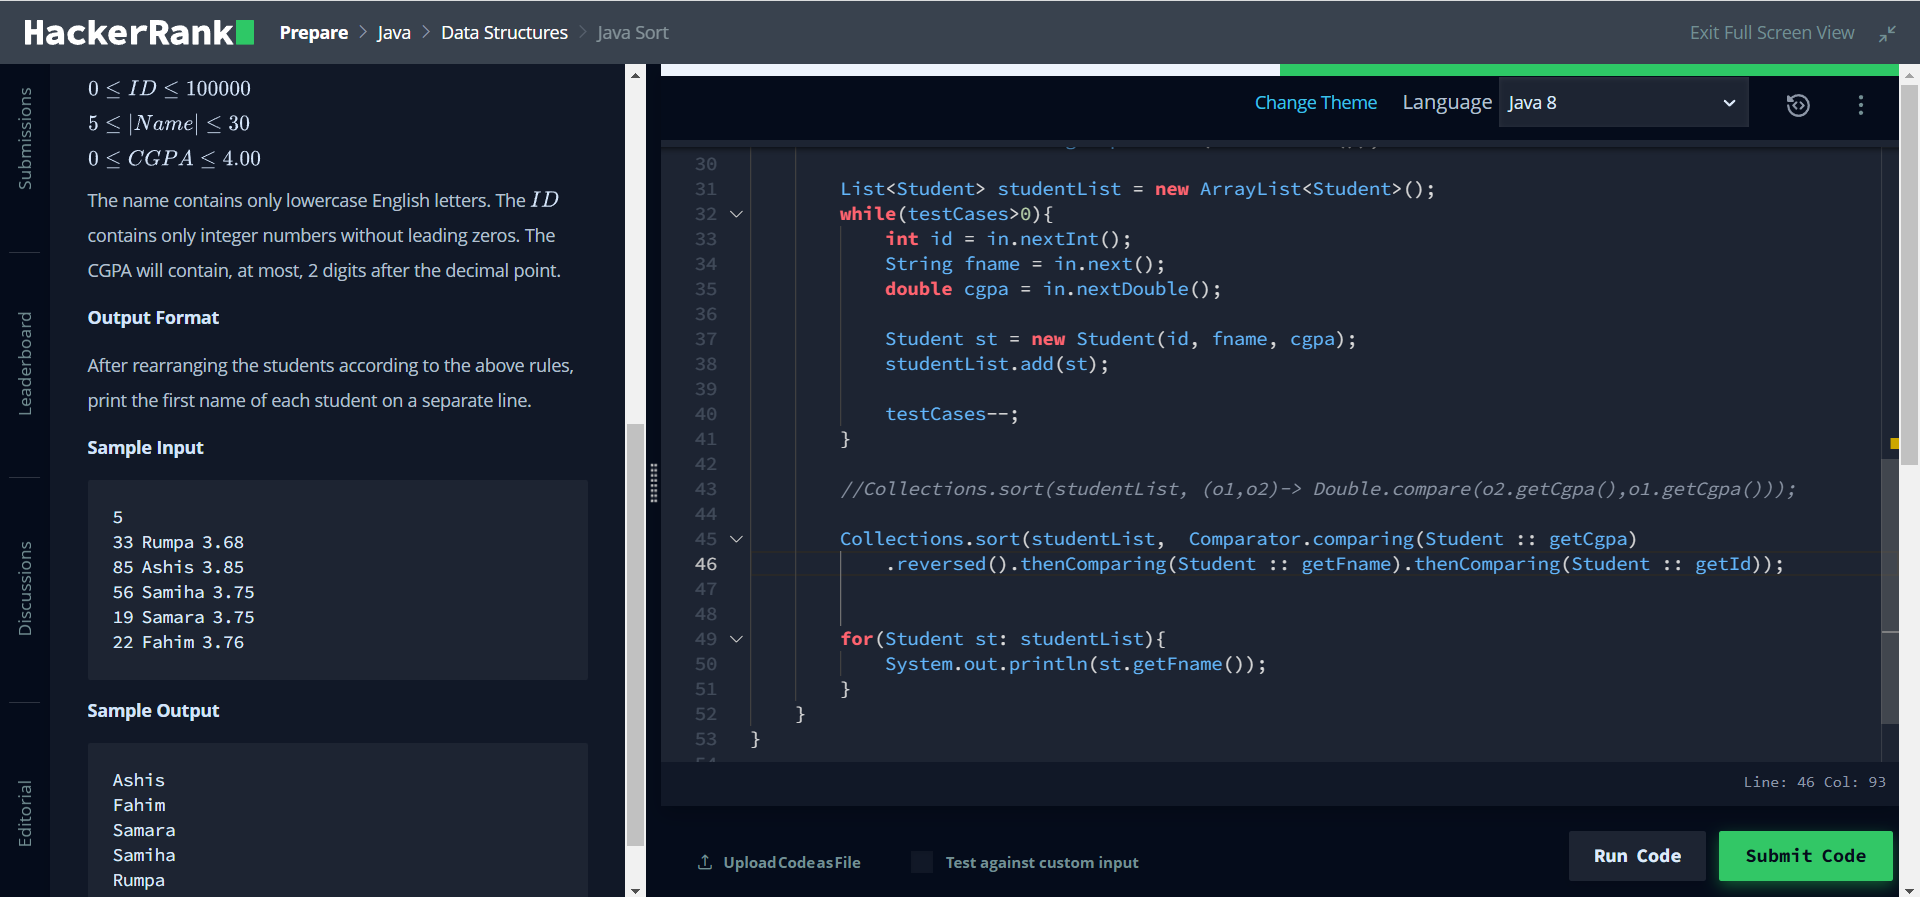 HackerRank
Prepare > Java > Data Structures > Java Sort
Exit Full Screen View
Submissions
Leaderboard
Discussions
Editorial
0 ≤ ID ≤ 100000
5 ≤ |Name| ≤ 30
0 ≤ CGPA ≤ 4.00
The name contains only lowercase English letters. The ID
contains only integer numbers without leading zeros. The
CGPA will contain, at most, 2 digits after the decimal point.
Output Format
After rearranging the students according to the above rules,
print the first name of each student on a separate line.
Sample Input
5
33 Rumpa 3.68
85 Ashis 3.85
56 Samiha 3.75
19 Samara 3.75
22 Fahim 3.76
Sample Output
Ashis
Fahim
Samara
Samiha
Rumpa
Change Theme Language Java 8
30
31 List<Student> studentList = new ArrayList<Student>();
32 while(testCases>0){
33 int id = in.nextInt();
34 String fname = in.next();
35 double cgpa = in.nextDouble();
36
37 Student st = new Student(id, fname, cgpa);
38 studentList.add(st);
39
40 testCases--;
41 }
42
43 //Collections.sort(studentList, (o1,o2)-> Double.compare(o2.getCgpa(),o1.getCgpa()));
44
45 Collections.sort(studentList,  Comparator.comparing(Student :: getCgpa)
46 .reversed().thenComparing(Student :: getFname).thenComparing(Student :: getId));
47
48
49 for(Student st: studentList){
50 System.out.println(st.getFname());
51 }
52 }
53 }
Line: 46 Col: 93
Upload Code as File
Test against custom input
Run Code
Submit Code